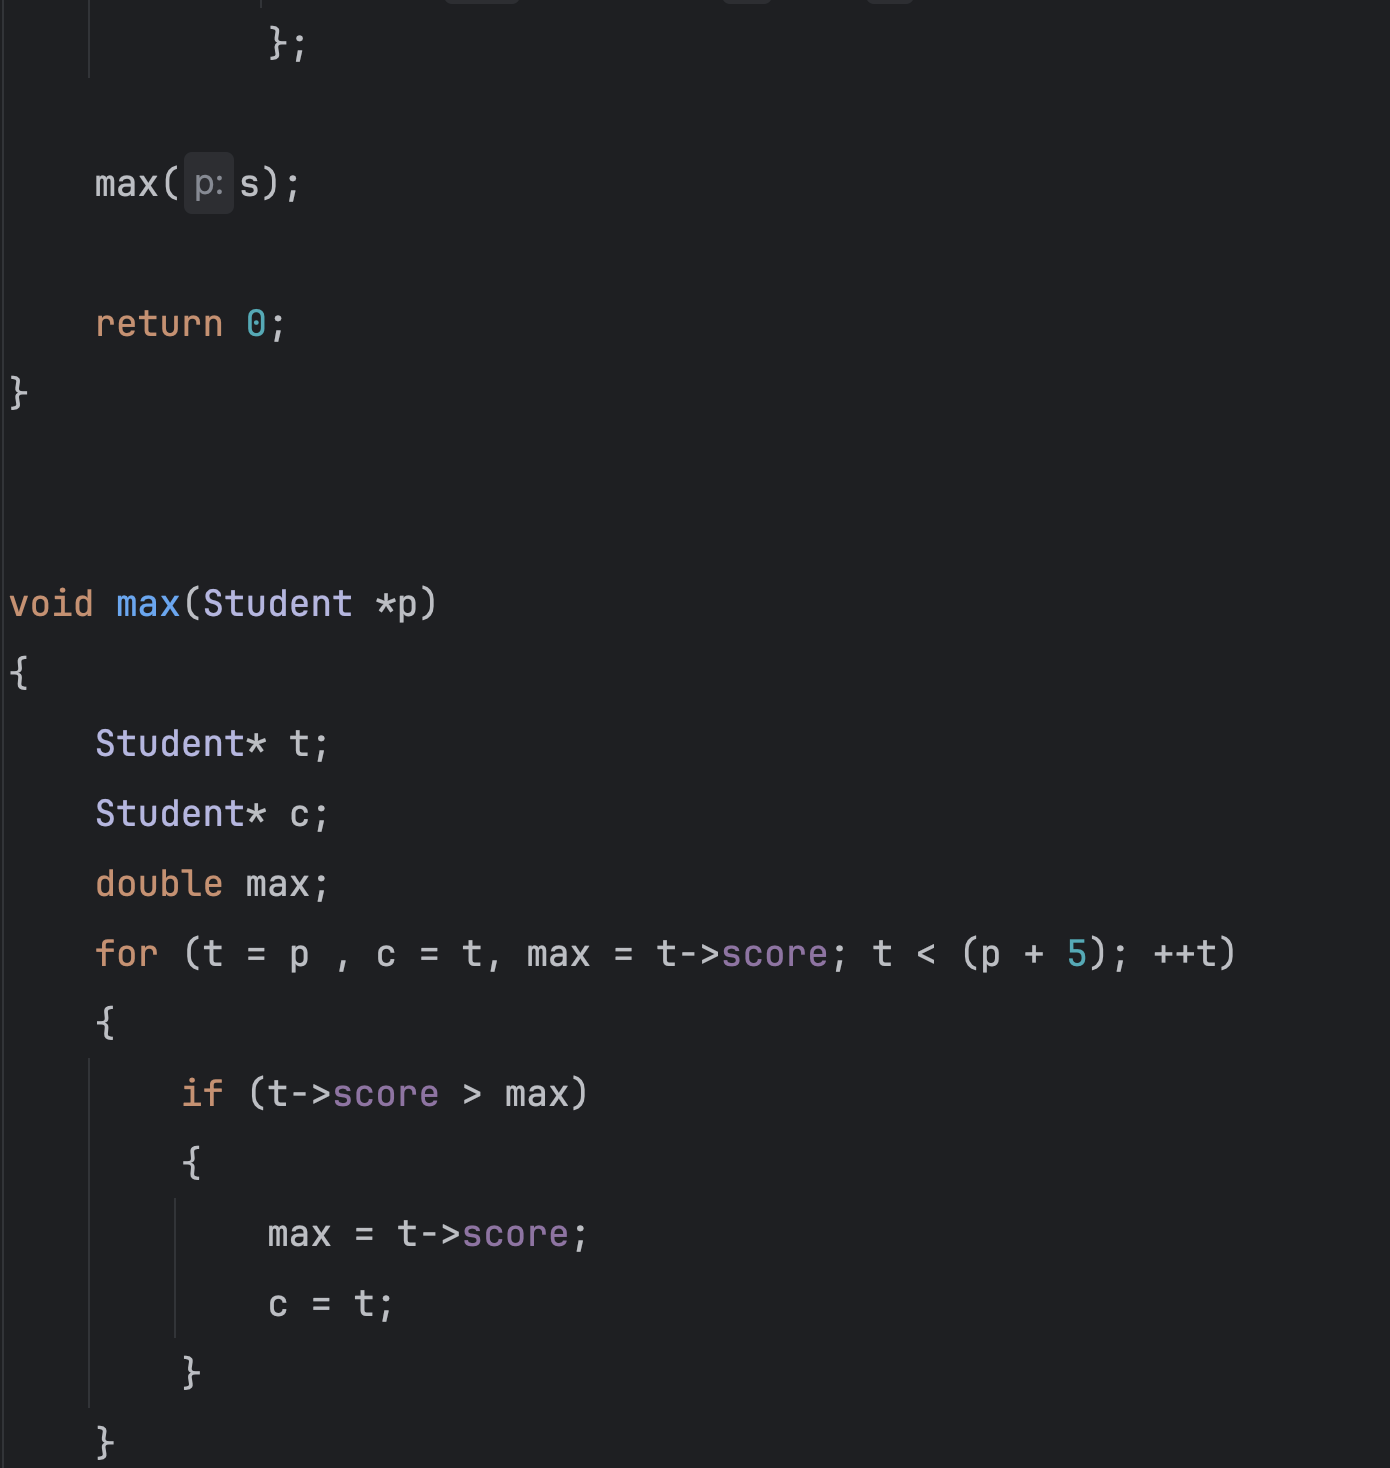 };
max( p: s);
return 0;
}
void max(Student *p)
{
Student* t;
Student* c;
double max;
for (t = p , c = t, max = t->score; t < (p + 5); ++t)
{
if (t->score > max)
{
max = t->score;
c = t;
}
}